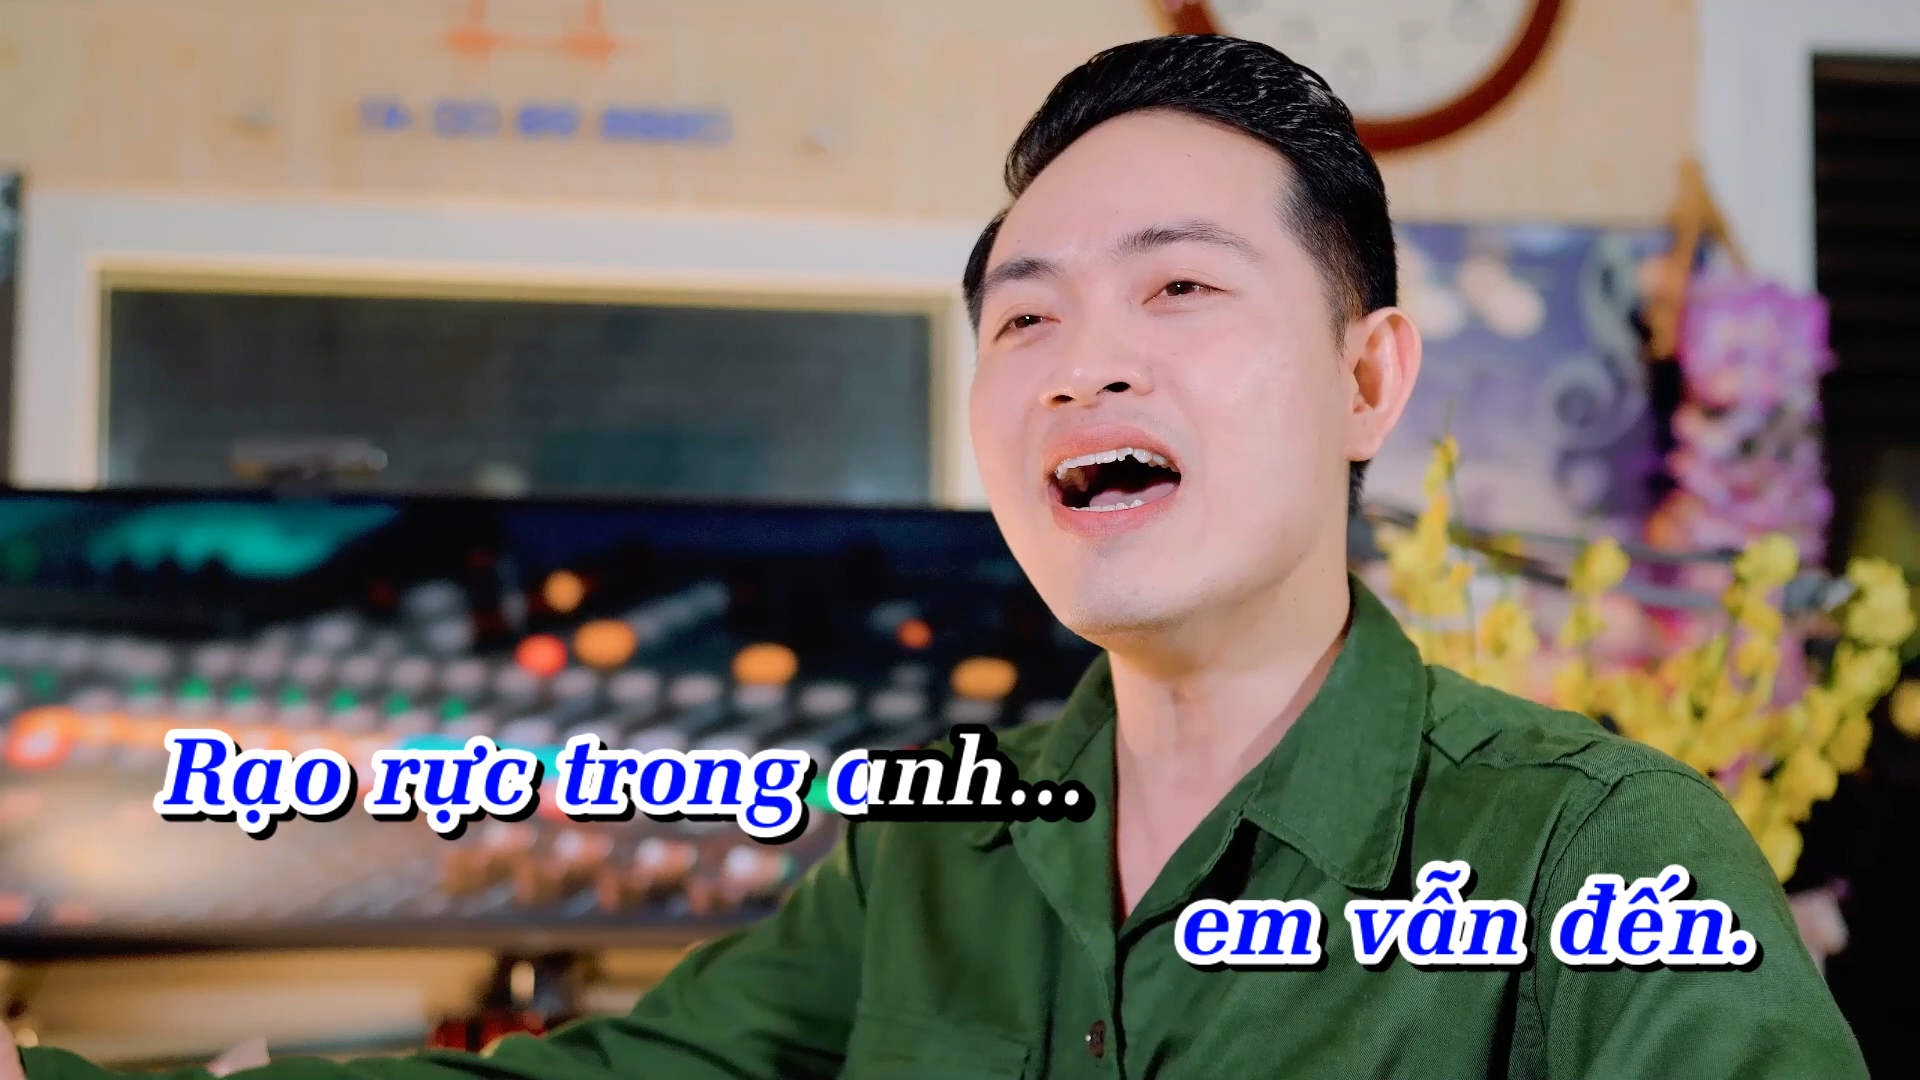 Rạo rực trong anh...
em vẫn đến.